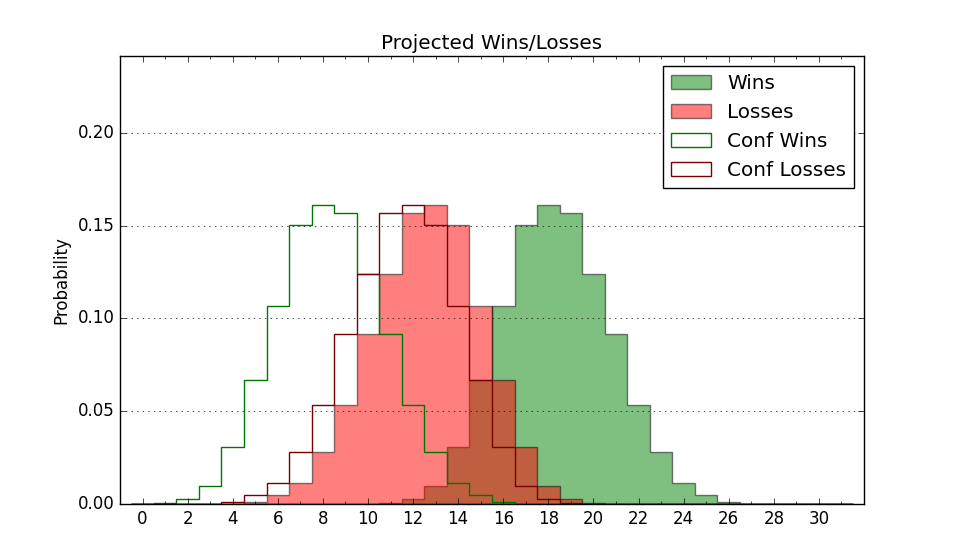 Projected Wins/Losses
Wins
Losses
Conf Wins
Conf Losses
Probability
0.20
0.15
0.10
0.05
0.00
0 2 4 6 8 10 12 14 16 18 20 22 24 26 28 30